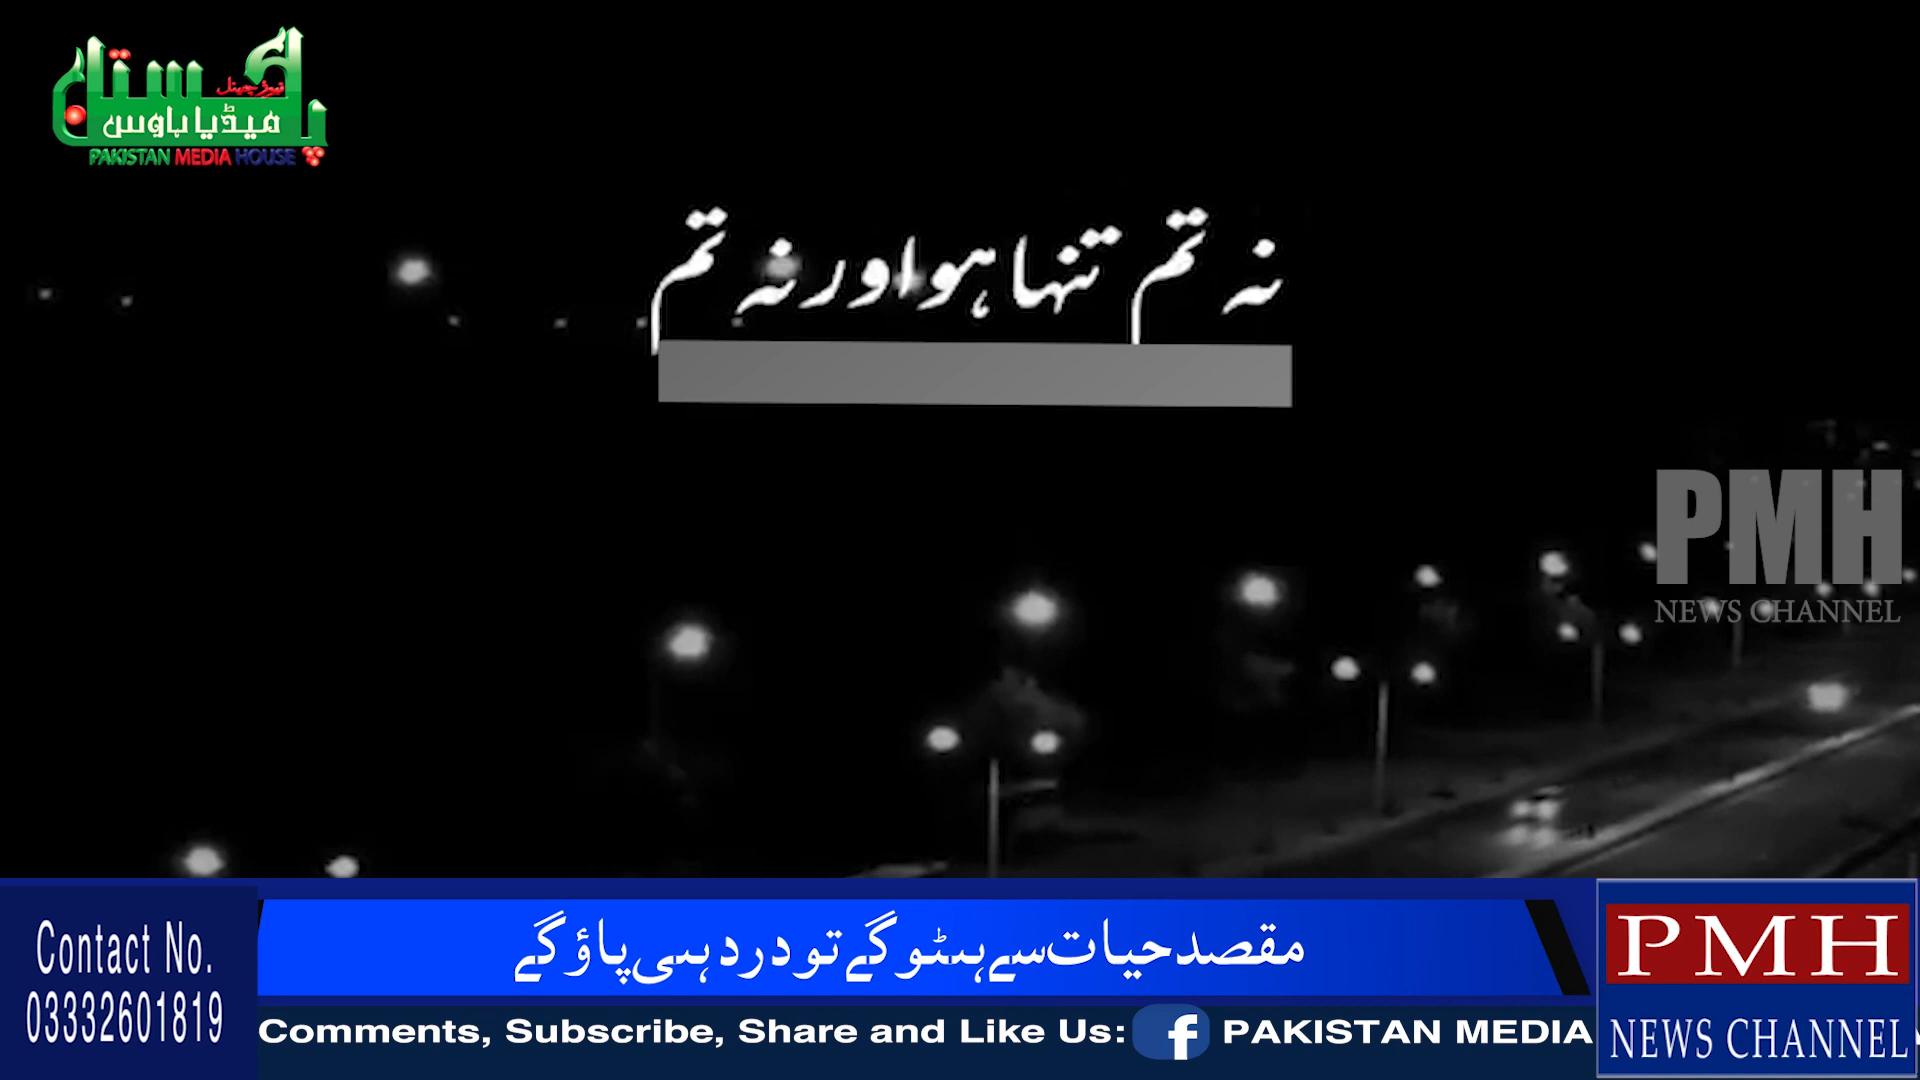 پاکستان
نیوز چینل
میڈیا ہاوس
PAKISTAN MEDIA HOUSE
نہ تم تنہا ہو اور نہ تم
PMH
NEWS CHANNEL
Contact No.
03332601819
مقصد حیات سے ہٹو گے تو درد ہی پاؤ گے
Comments, Subscribe, Share and Like Us: f PAKISTAN MEDIA
PMH
NEWS CHANNEL